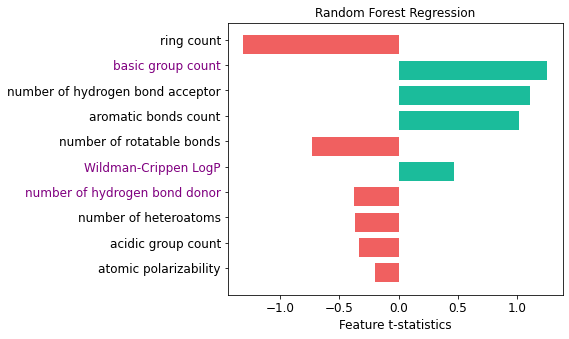 Random Forest Regression
ring count
basic group count
number of hydrogen bond acceptor
aromatic bonds count
number of rotatable bonds
Wildman-Crippen LogP
number of hydrogen bond donor
number of heteroatoms
acidic group count
atomic polarizability
−1.0 −0.5 0.0 0.5 1.0
Feature t-statistics